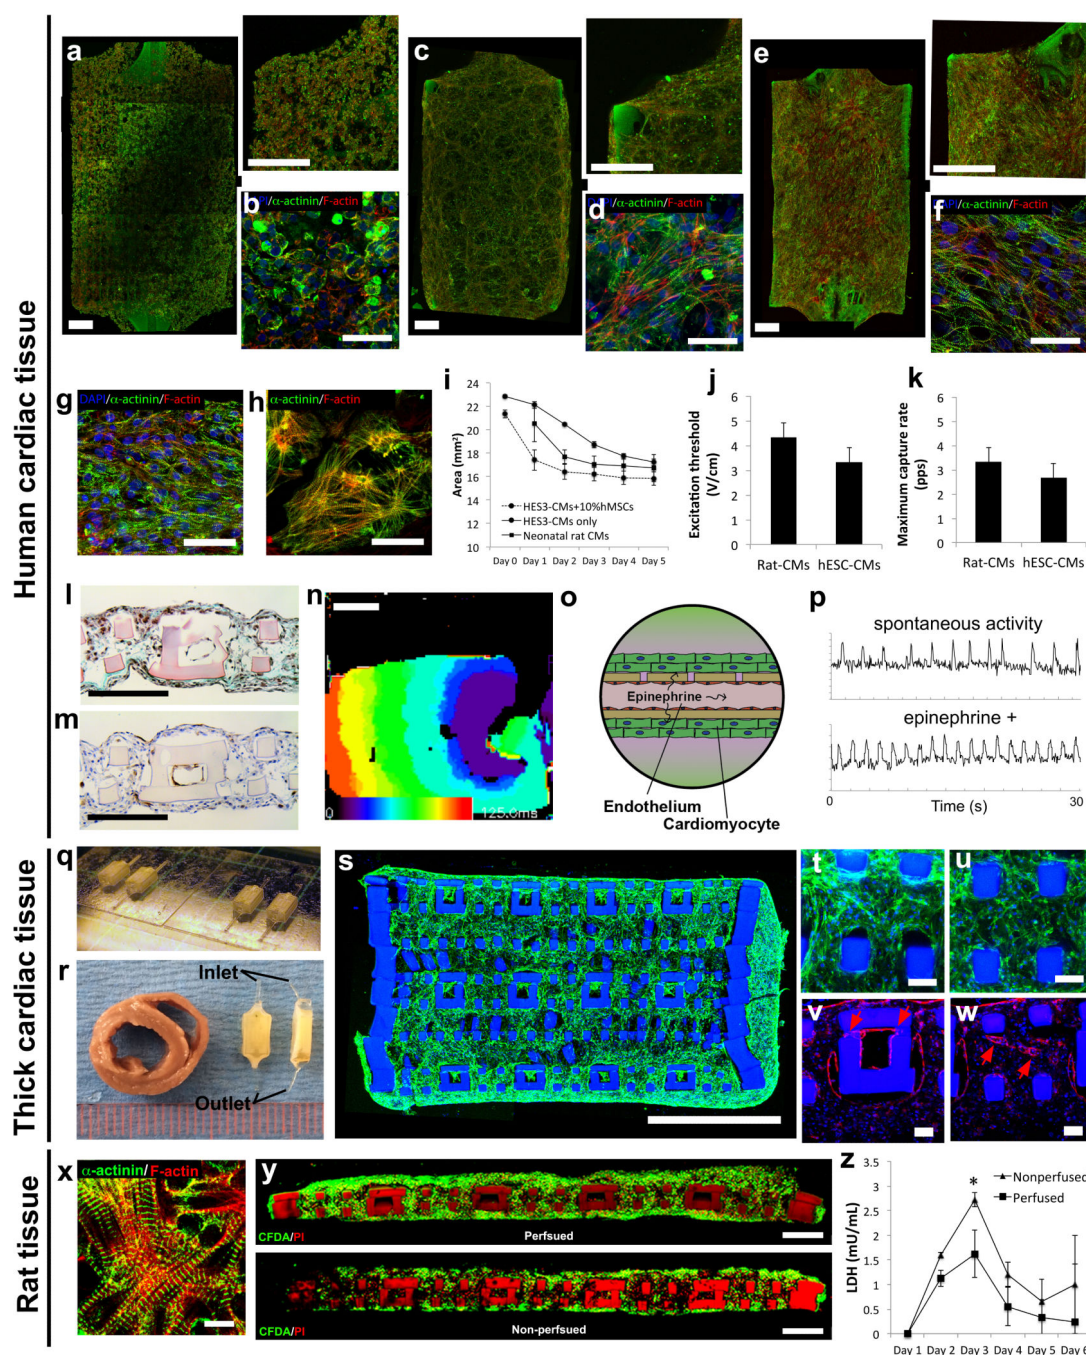 Human cardiac tissue
a
c
e
b
PI/α-actinin/F-actin
d
DAPI/α-actinin/F-actin
f
DAPI/α-actinin/F-actin
g
DAPI/α-actinin/F-actin
h
α-actinin/F-actin
i
24
22
20
18
16
14
12
10
Area (mm²)
HES3-CMs+10%hMSCs
HES3-CMs only
Neonatal rat CMs
Day 0 Day 1 Day 2 Day 3 Day 4 Day 5
j
Excitation threshold
(V/cm)
6
5
4
3
2
1
0
Rat-CMs hESC-CMs
k
Maximum capture rate
(pps)
6
5
4
3
2
1
0
Rat-CMs hESC-CMs
l
m
n
0 125.0ms
o
Epinephrine
Endothelium
Cardiomyocyte
p
spontaneous activity
epinephrine +
0 30
Time (s)
Thick cardiac tissue
q
r
Inlet
Outlet
s
t
u
v
w
Rat tissue
x
α-actinin/F-actin
y
CFDA/PI
Perfsued
CFDA/PI
Non-perfsued
z
LDH (mU/mL)
3.5
3
2.5
2
1.5
1
0.5
0
*
Nonperfused
Perfused
Day 1 Day 2 Day 3 Day 4 Day 5 Day 6